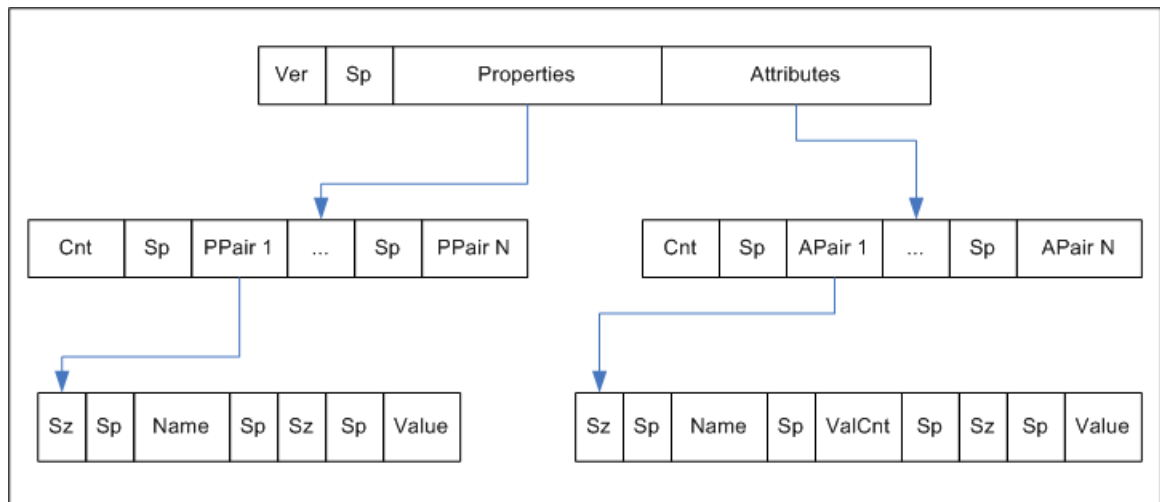 Ver Sp Properties Attributes
Cnt Sp PPair 1 ... Sp PPair N
Cnt Sp APair 1 ... Sp APair N
Sz Sp Name Sp Sz Sp Value
Sz Sp Name Sp ValCnt Sp Sz Sp Value